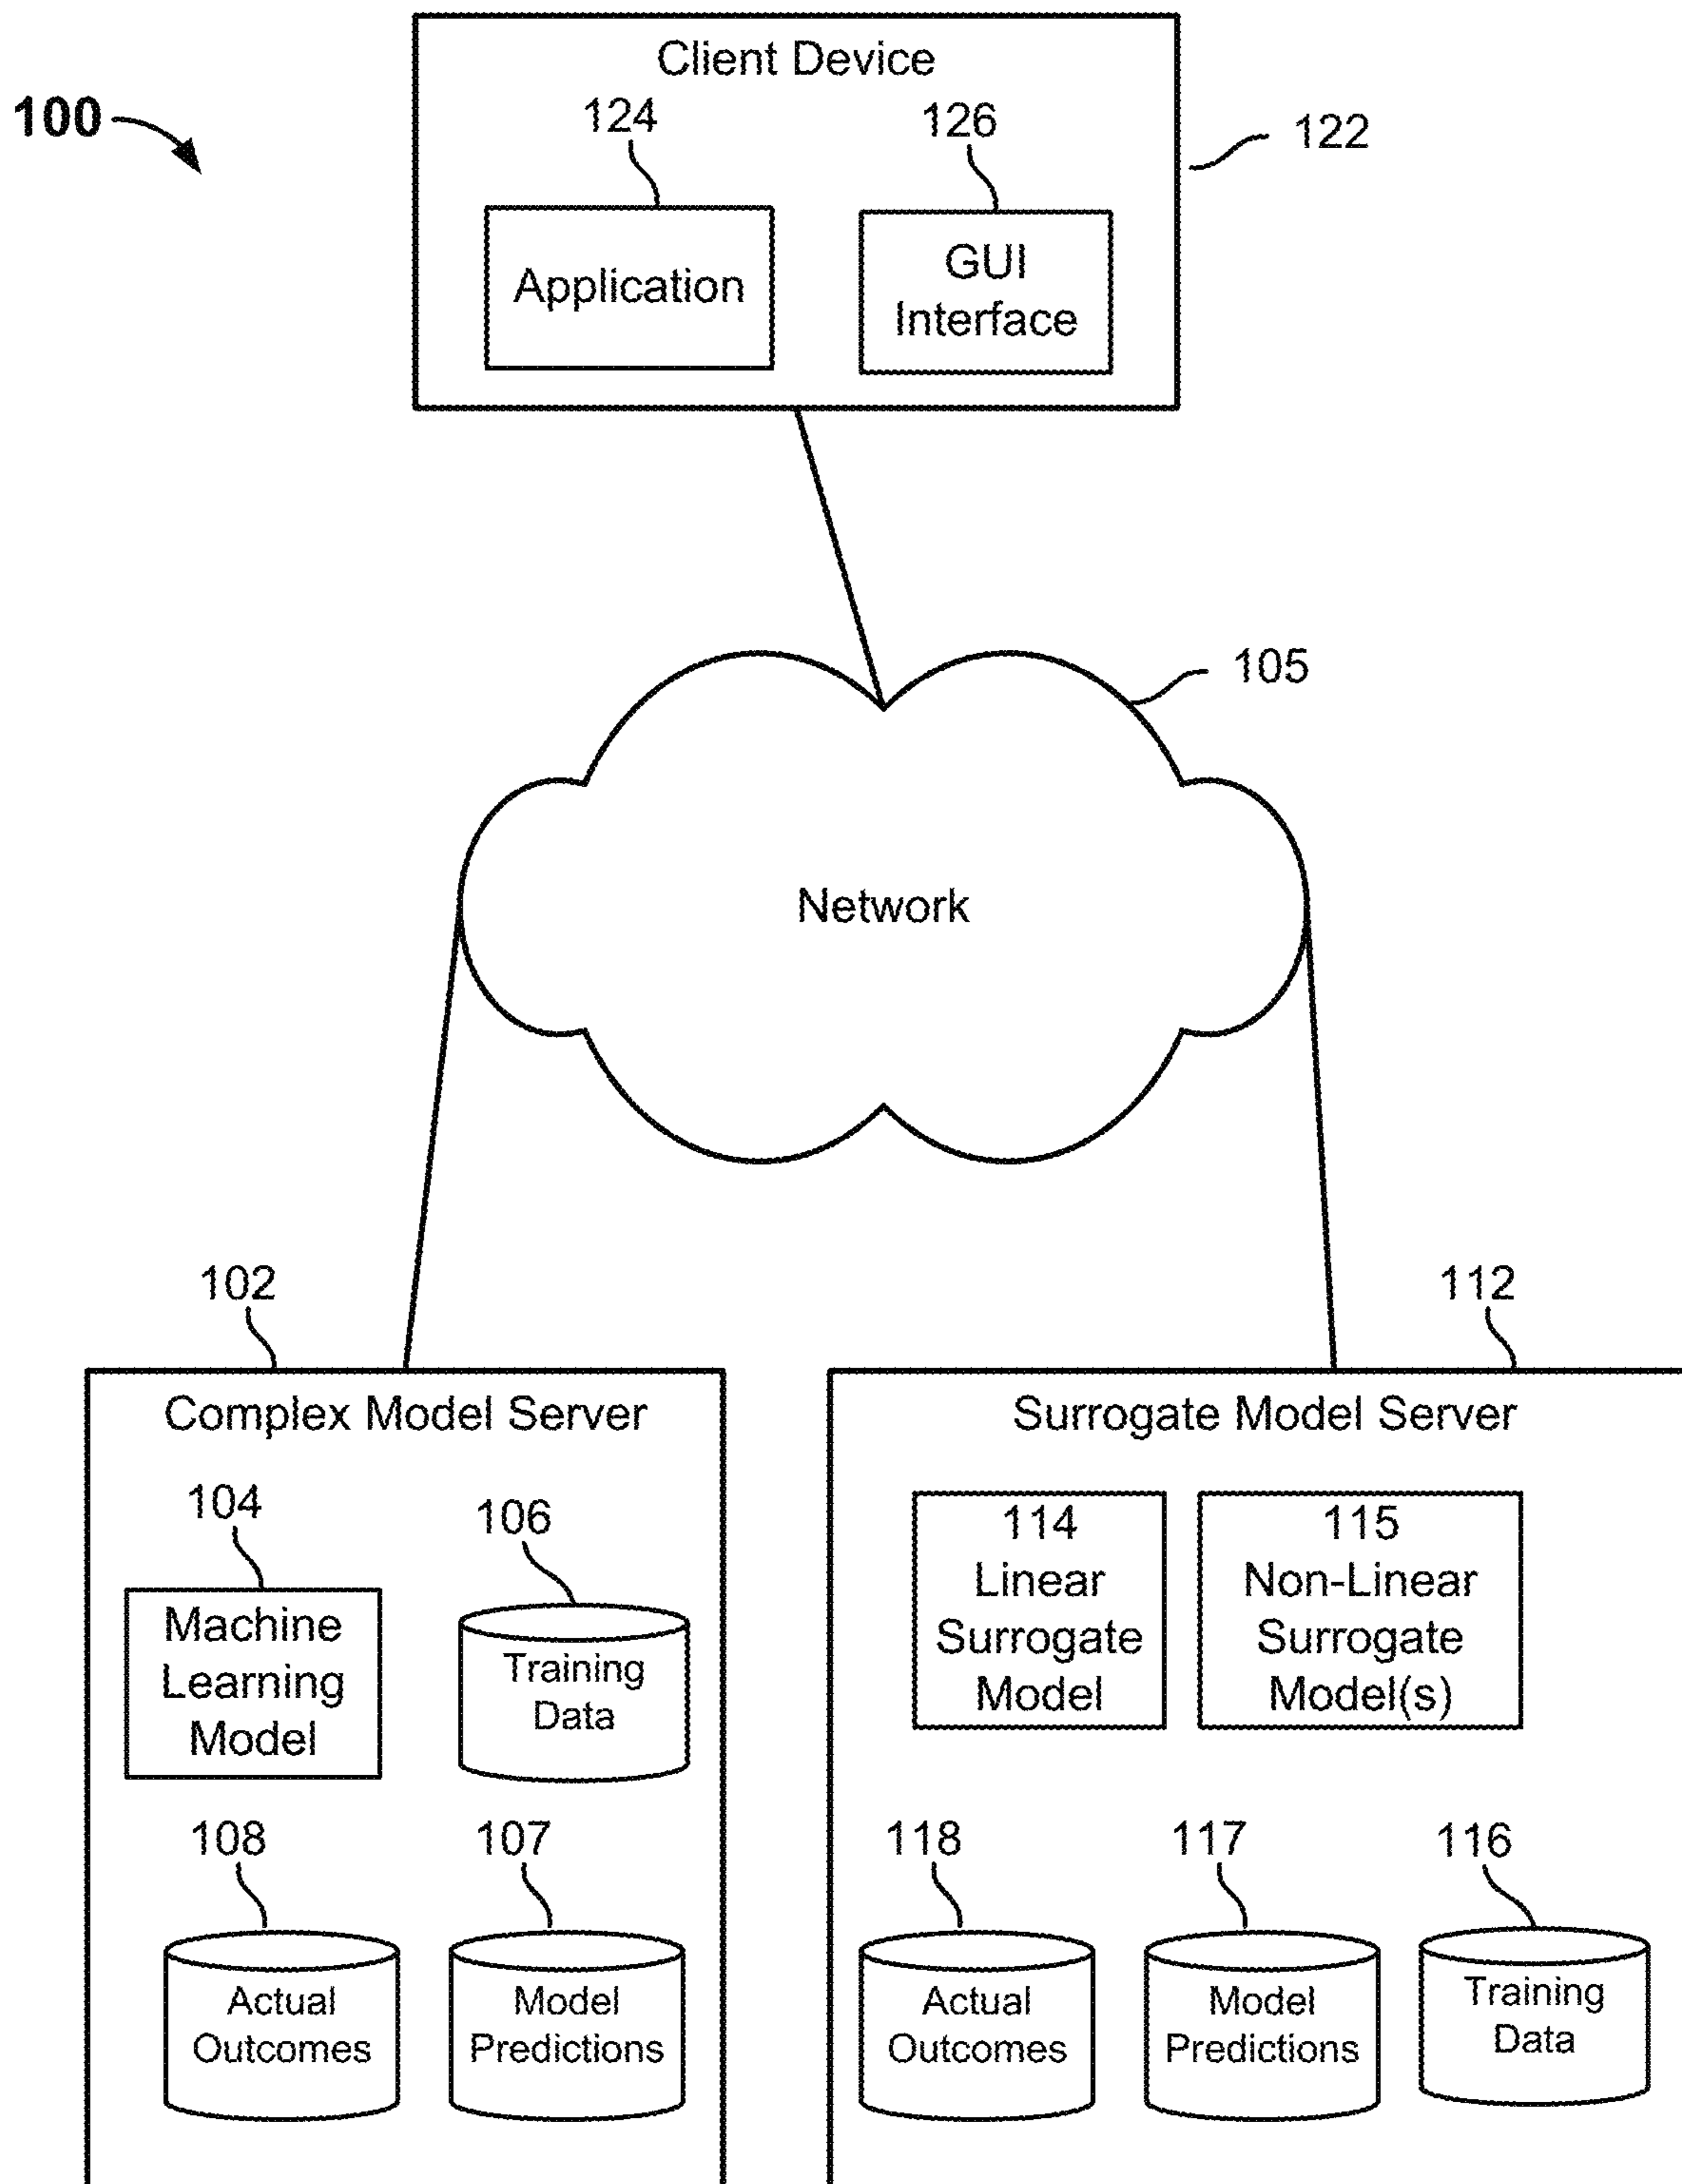 100
Client Device
124
126
122
Application
GUI
Interface
105
Network
102
112
Complex Model Server
104
106
Machine
Learning
Model
Training
Data
108
107
Actual
Outcomes
Model
Predictions
Surrogate Model Server
114
Linear
Surrogate
Model
115
Non-Linear
Surrogate
Model(s)
118
117
116
Actual
Outcomes
Model
Predictions
Training
Data